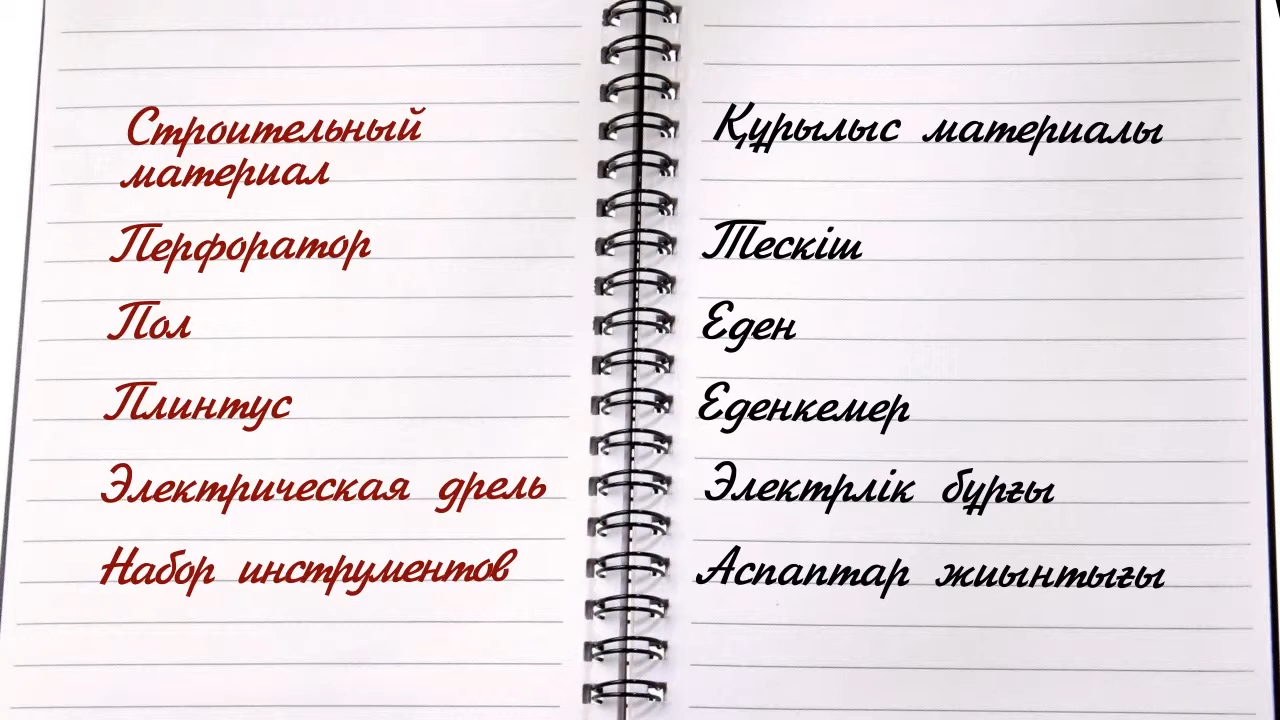 Строительный
материал
Перфоратор
Пол
Плинтус
Электрическая дрель
Набор инструментов
Құрылыс материалы
Тескіш
Еден
Еденкемер
Электрлік бұрғы
Аспаптар жиынтығы